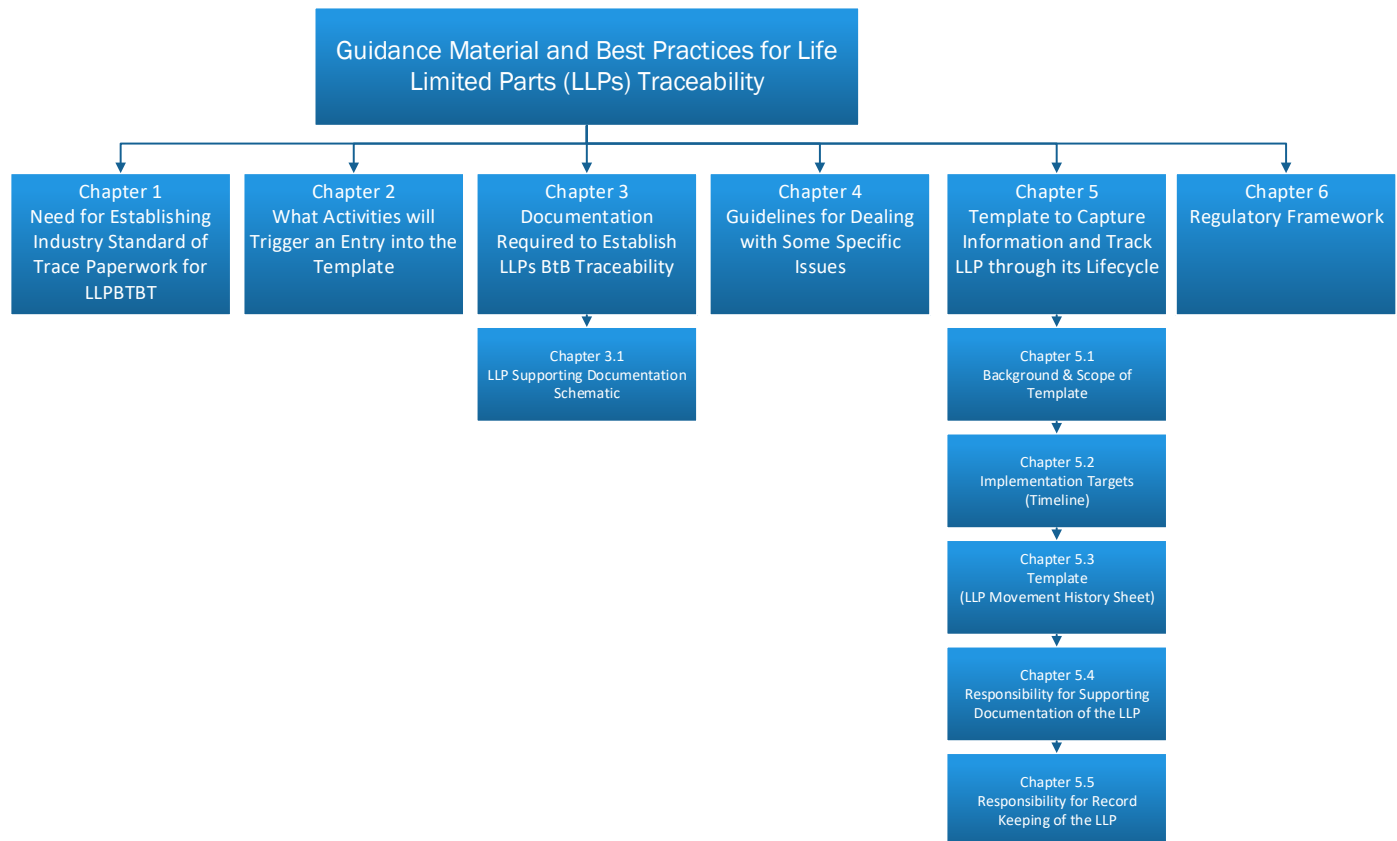 Guidance Material and Best Practices for Life
Limited Parts (LLPs) Traceability
Chapter 1
Need for Establishing
Industry Standard of
Trace Paperwork for
LLPBTBT
Chapter 2
What Activities will
Trigger an Entry into the
Template
Chapter 3
Documentation
Required to Establish
LLPs BtB Traceability
Chapter 3.1
LLP Supporting Documentation
Schematic
Chapter 4
Guidelines for Dealing
with Some Specific
Issues
Chapter 5
Template to Capture
Information and Track
LLP through its Lifecycle
Chapter 5.1
Background & Scope of
Template
Chapter 5.2
Implementation Targets
(Timeline)
Chapter 5.3
Template
(LLP Movement History Sheet)
Chapter 5.4
Responsibility for Supporting
Documentation of the LLP
Chapter 5.5
Responsibility for Record
Keeping of the LLP
Chapter 6
Regulatory Framework